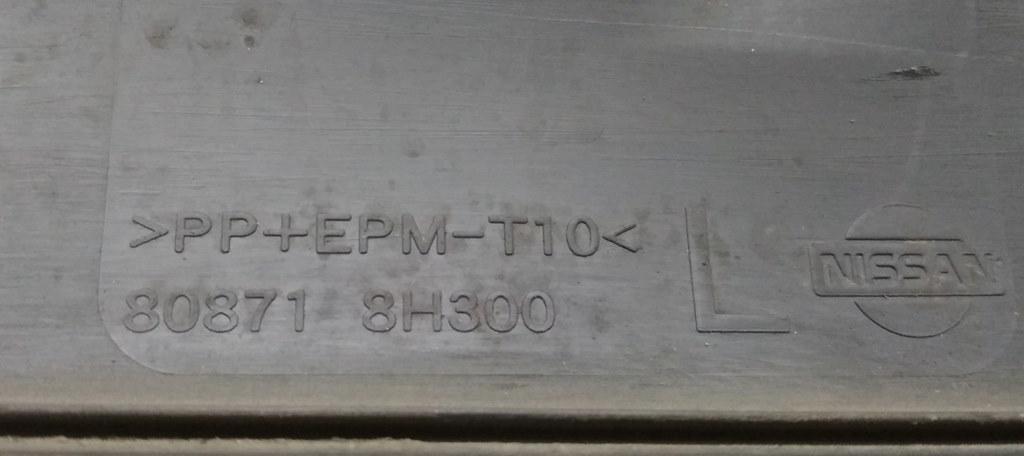 >PP+EPM-T10<
80871 8H300
L
NISSAN